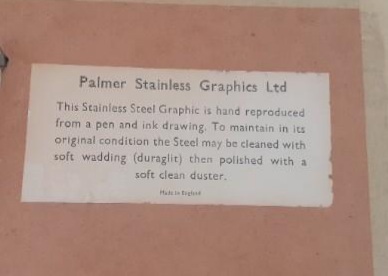 Palmer Stainless Graphics Ltd
This Stainless Steel Graphic is hand reproduced
from a pen and ink drawing. To maintain in its
original condition the Steel may be cleaned with
soft wadding (duraglit) then polished with a
soft clean duster.
Made in England